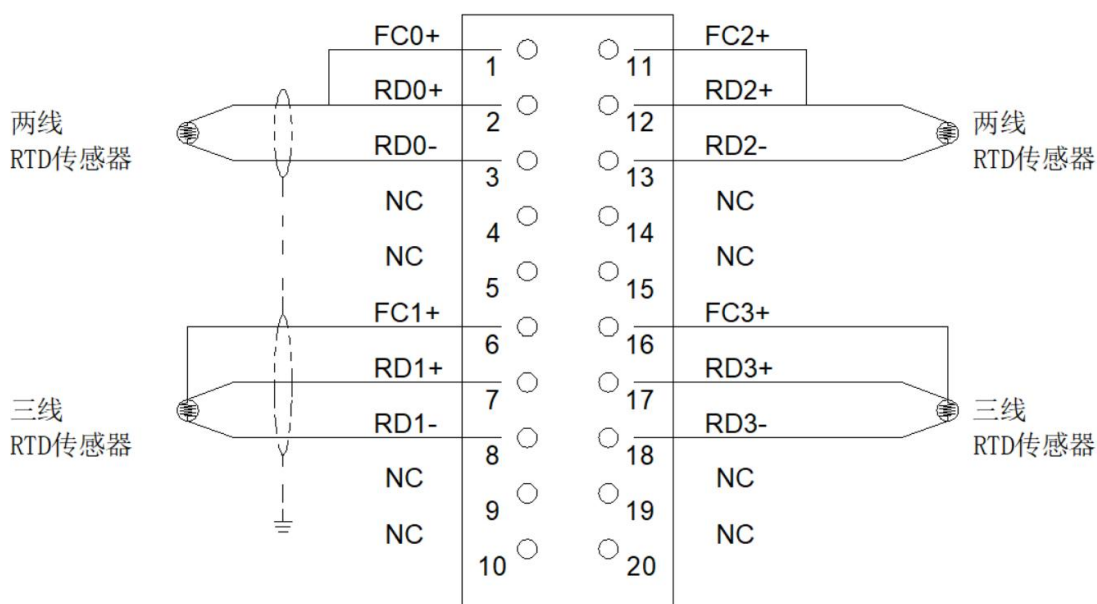 FC0+
1
RD0+
2
RD0-
3
NC
4
NC
5
FC1+
6
RD1+
7
RD1-
8
NC
9
NC
10
两线
RTD传感器
三线
RTD传感器
FC2+
11
RD2+
12
RD2-
13
NC
14
NC
15
FC3+
16
RD3+
17
RD3-
18
NC
19
NC
20
两线
RTD传感器
三线
RTD传感器